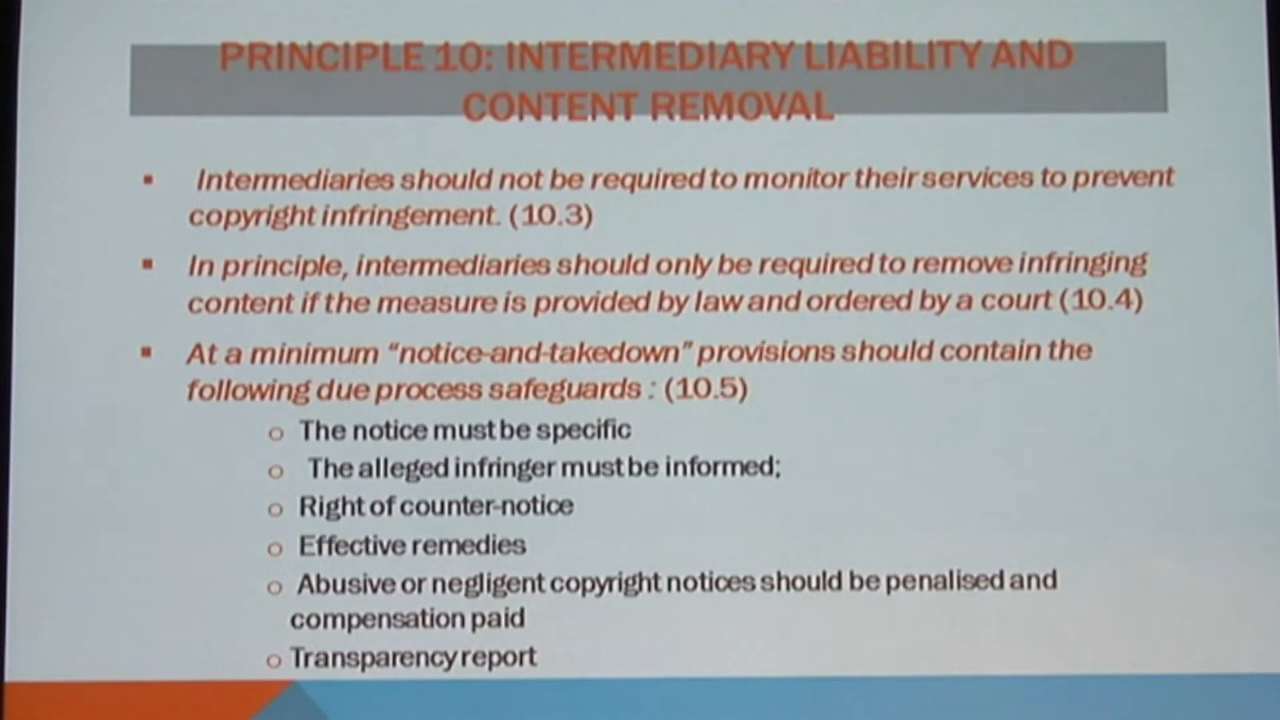 PRINCIPLE 10: INTERMEDIARY LIABILITY AND
CONTENT REMOVAL
▪ Intermediaries should not be required to monitor their services to prevent
copyright infringement. (10.3)
▪ In principle, intermediaries should only be required to remove infringing
content if the measure is provided by law and ordered by a court (10.4)
▪ At a minimum “notice-and-takedown” provisions should contain the
following due process safeguards : (10.5)
o The notice must be specific
o The alleged infringer must be informed;
o Right of counter-notice
o Effective remedies
o Abusive or negligent copyright notices should be penalised and
compensation paid
o Transparency report